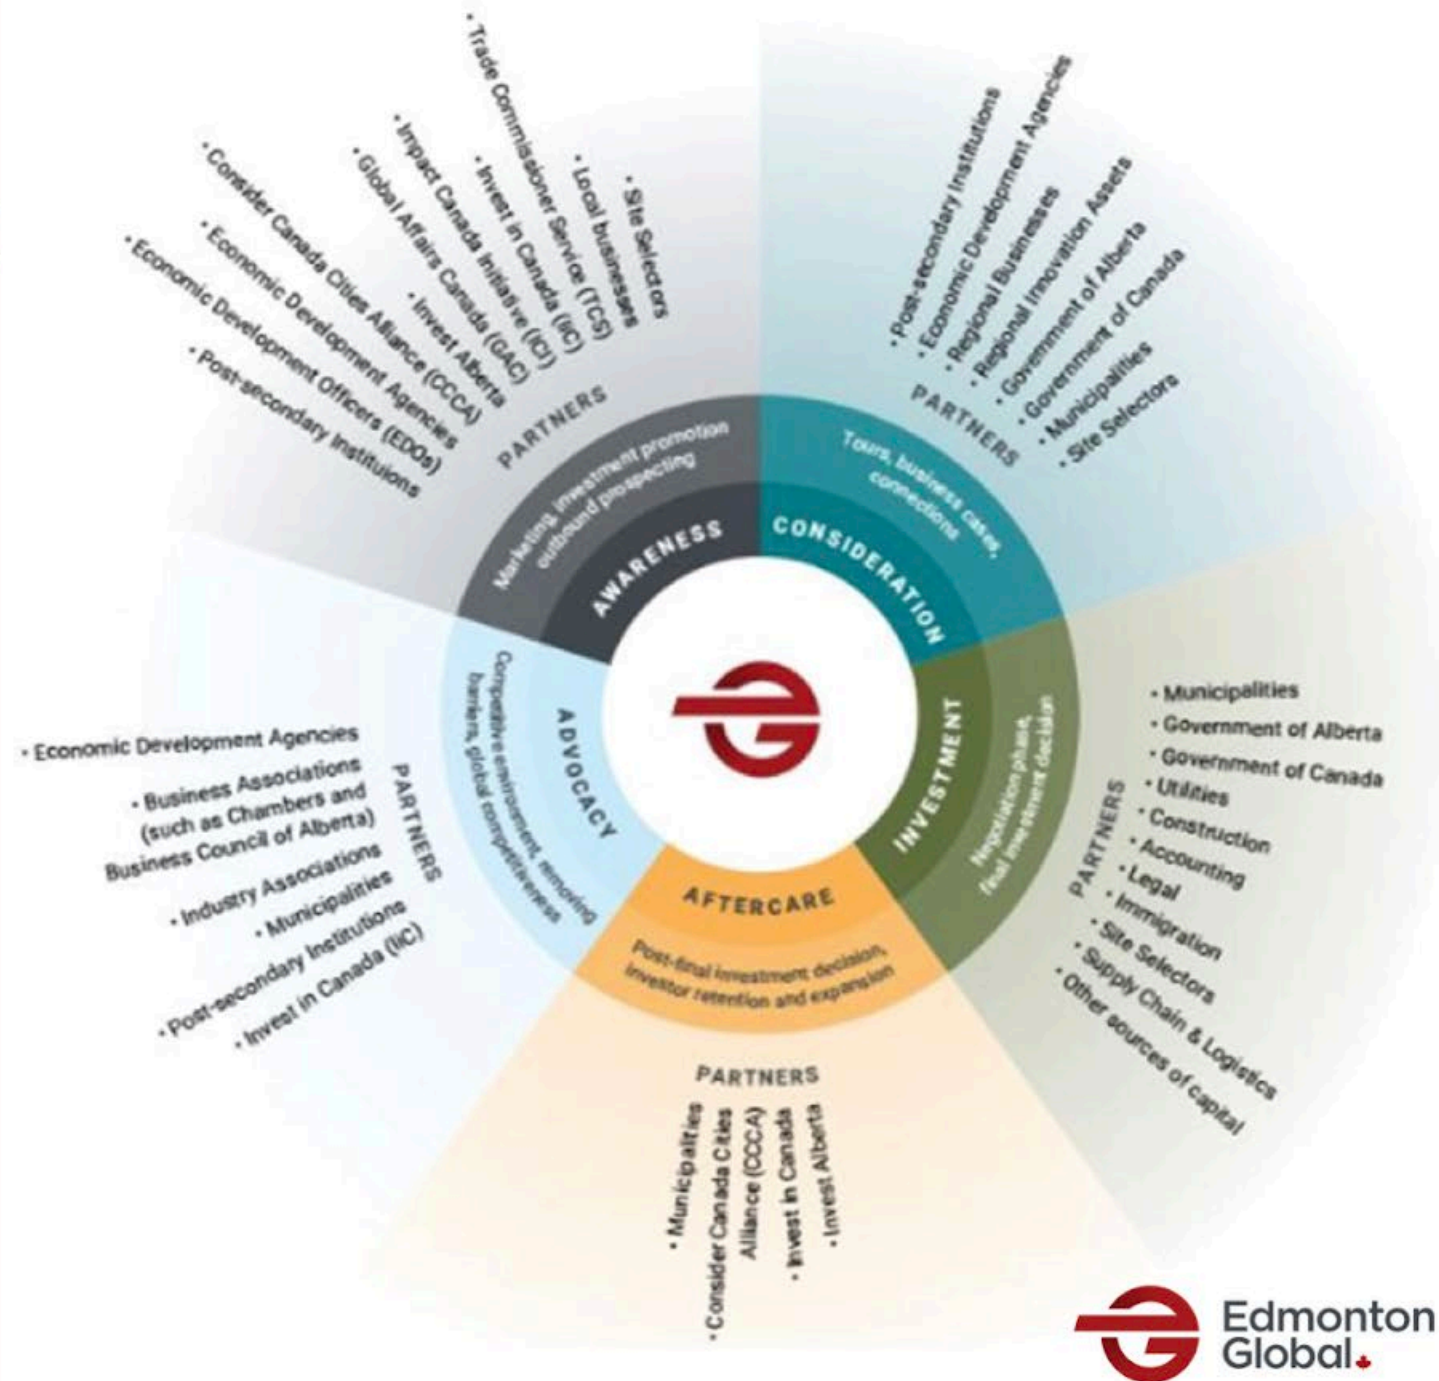 AWARENESS
Marketing, investment promotion
outbound prospecting
PARTNERS
• Post-secondary Instituions
• Economic Development Officers (EDOs)
• Economic Development Agencies
• Consider Canada Cities Alliance (CCCA)
• Invest Alberta
• Global Affairs Canada (GAC)
• Impact Canada Initiative (ICI)
• Invest in Canada (IIC)
• Trade Commissioner Service (TCS)
• Local businesses
• Site Selectors
CONSIDERATION
Tours, business cases,
connections
PARTNERS
• Post-secondary Institutions
• Economic Development Agencies
• Regional Businesses
• Regional Innovation Assets
• Government of Alberta
• Government of Canada
• Municipalities
• Site Selectors
INVESTMENT
Negotiation phase,
final investment decision
PARTNERS
• Municipalities
• Government of Alberta
• Government of Canada
• Utilities
• Construction
• Accounting
• Legal
• Immigration
• Site Selectors
• Supply Chain & Logistics
• Other sources of capital
AFTERCARE
Post-final investment decision,
investor retention and expansion
PARTNERS
• Municipalities
• Consider Canada Cities
Alliance (CCCA)
• Invest in Canada
• Invest Alberta
ADVOCACY
Competitive environment, removing
barriers, global competitiveness
PARTNERS
• Economic Development Agencies
• Business Associations
(such as Chambers and
Business Council of Alberta)
• Industry Associations
• Municipalities
• Post-secondary Institutions
• Invest in Canada (IIC)
Edmonton
Global